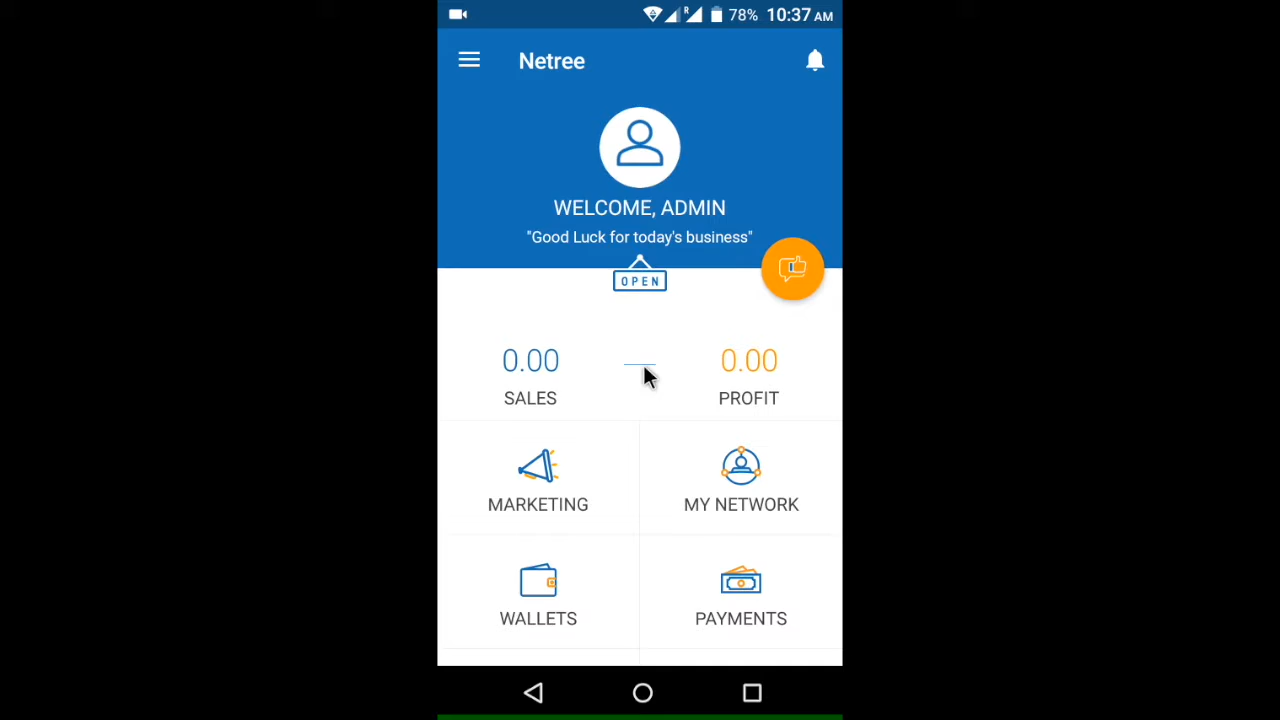 R 78% 10:37 AM
Netree
WELCOME, ADMIN
"Good Luck for today's business"
OPEN
0.00 0.00
SALES PROFIT
MARKETING MY NETWORK
WALLETS PAYMENTS